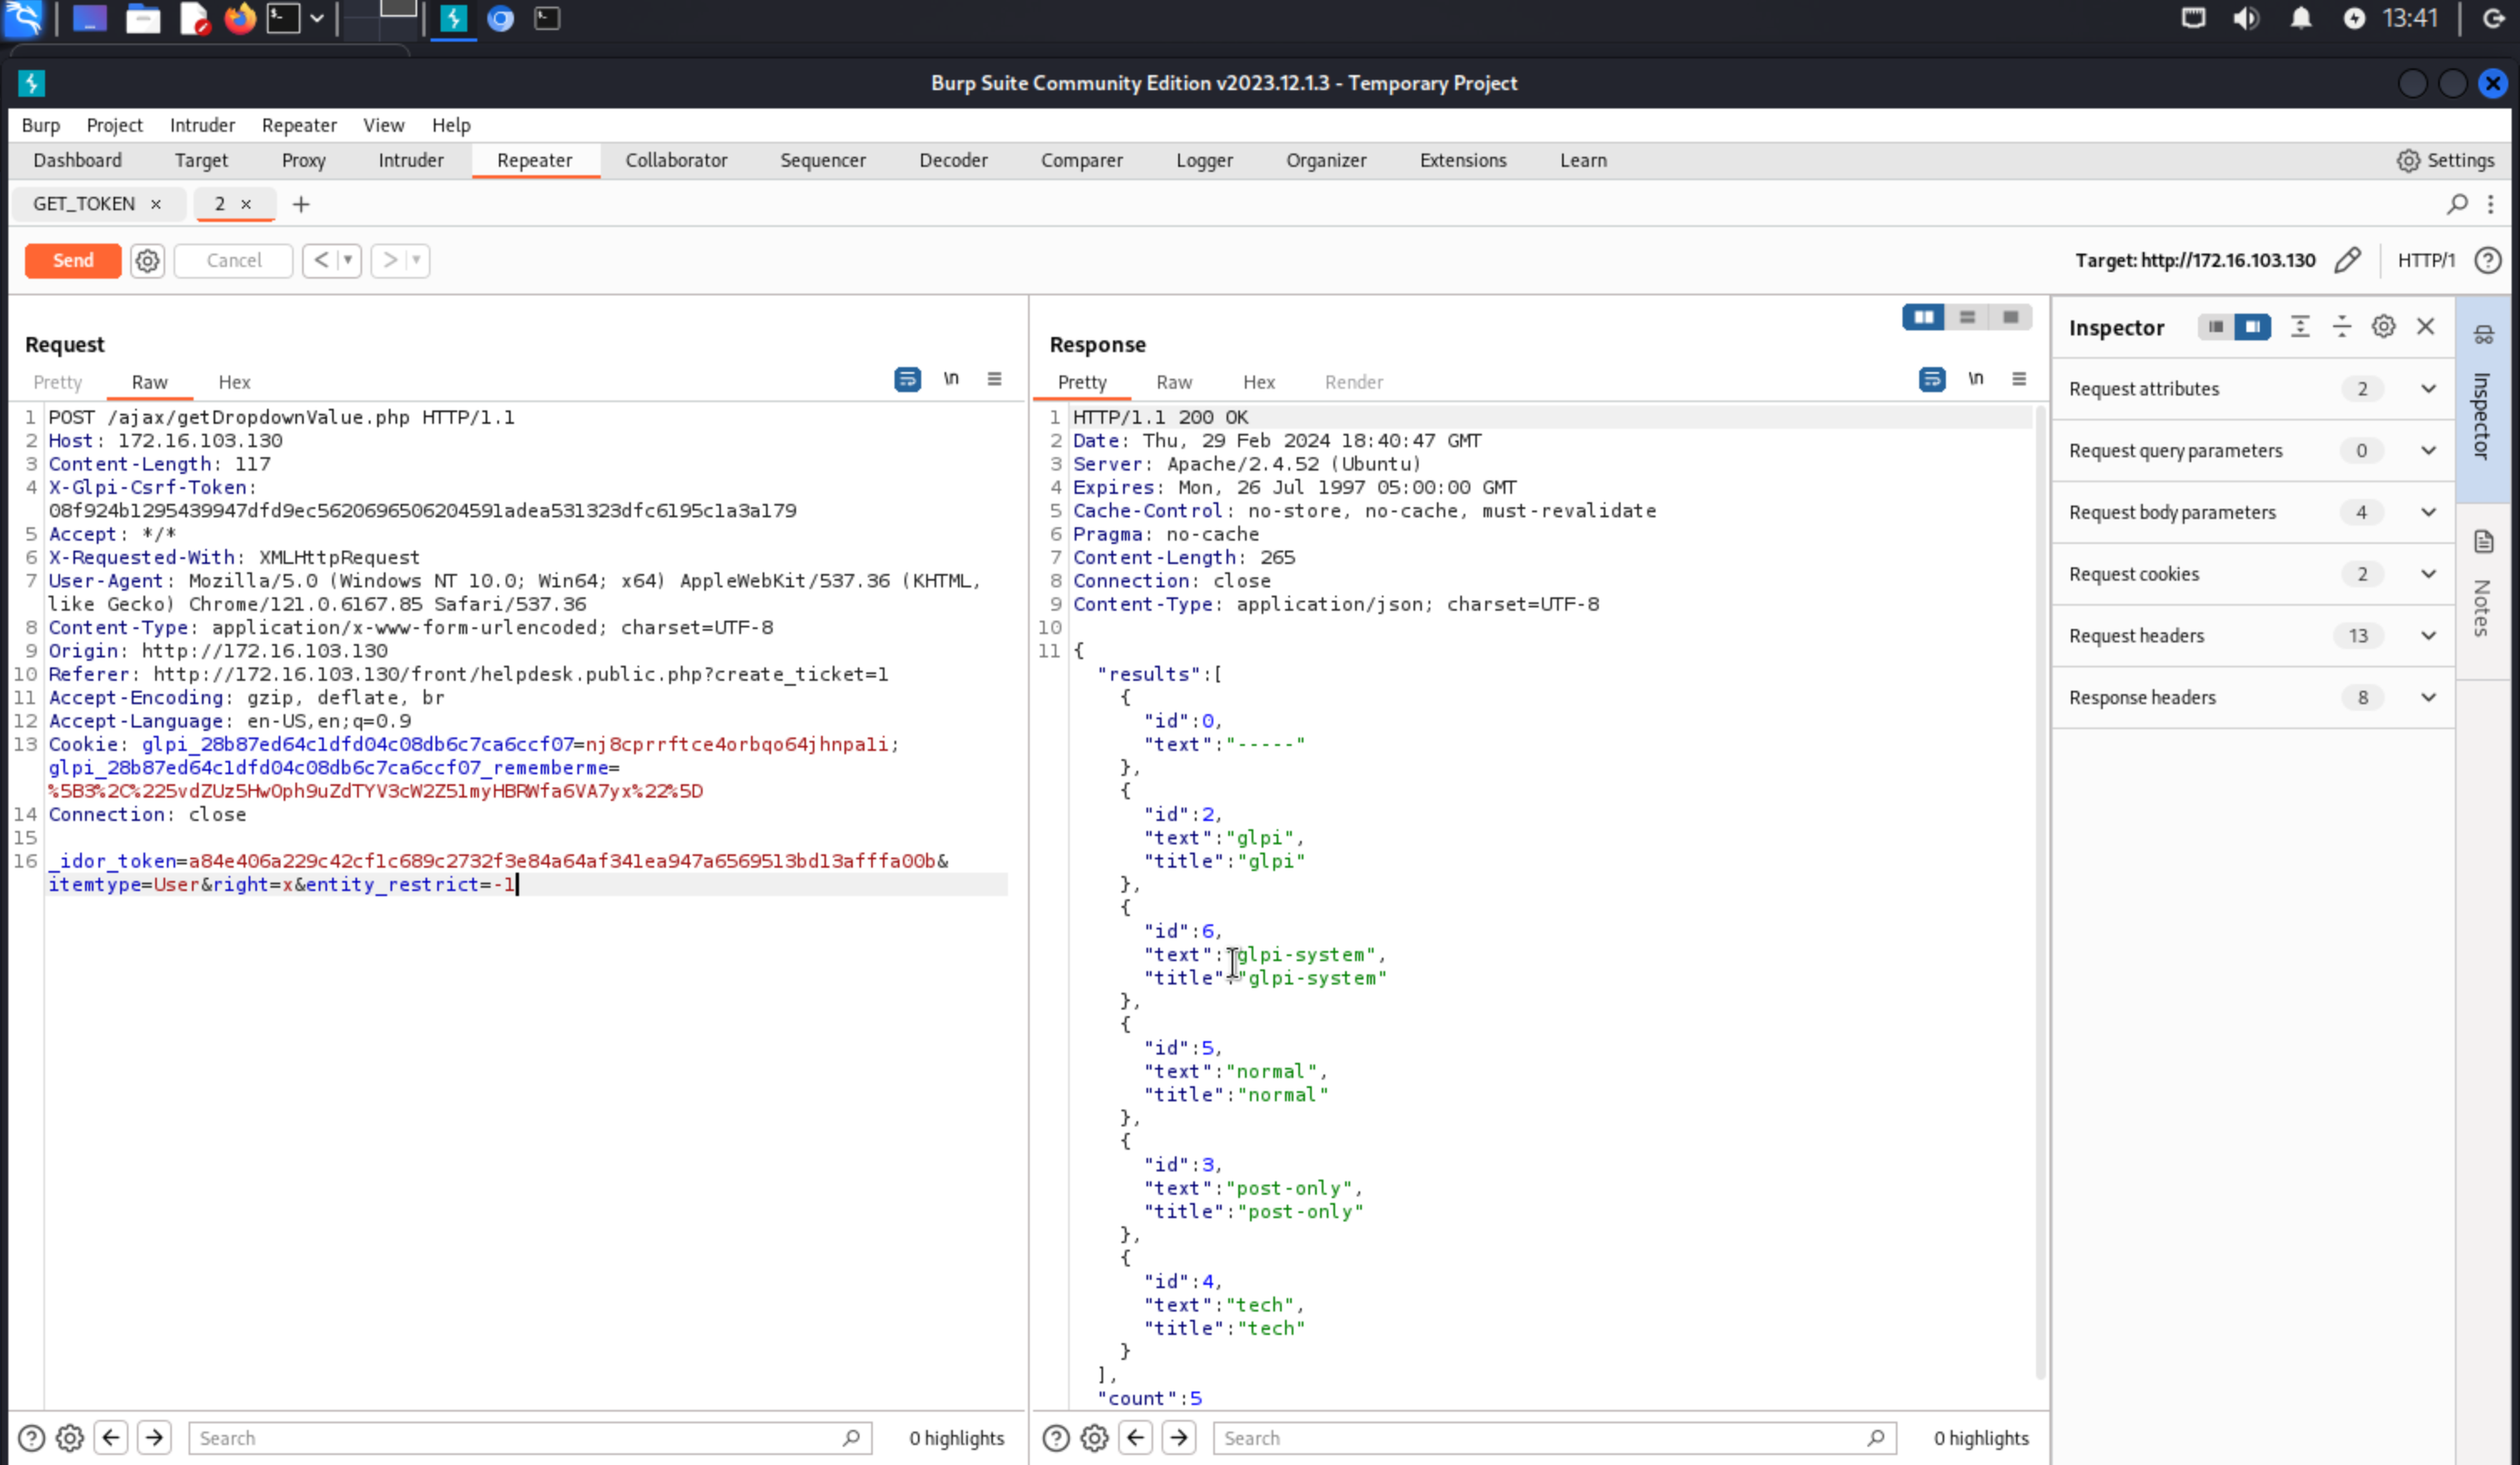 13:41
Burp Suite Community Edition v2023.12.1.3 - Temporary Project
Burp Project Intruder Repeater View Help
Dashboard Target Proxy Intruder Repeater Collaborator Sequencer Decoder Comparer Logger Organizer Extensions Learn Settings
GET_TOKEN × 2 × +
Send Cancel < > Target: http://172.16.103.130 HTTP/1
Request
Pretty Raw Hex \n
1 POST /ajax/getDropdownValue.php HTTP/1.1
2 Host: 172.16.103.130
3 Content-Length: 117
4 X-Glpi-Csrf-Token:
08f924b1295439947dfd9ec5620696506204591adea531323dfc6195c1a3a179
5 Accept: */*
6 X-Requested-With: XMLHttpRequest
7 User-Agent: Mozilla/5.0 (Windows NT 10.0; Win64; x64) AppleWebKit/537.36 (KHTML,
like Gecko) Chrome/121.0.6167.85 Safari/537.36
8 Content-Type: application/x-www-form-urlencoded; charset=UTF-8
9 Origin: http://172.16.103.130
10 Referer: http://172.16.103.130/front/helpdesk.public.php?create_ticket=1
11 Accept-Encoding: gzip, deflate, br
12 Accept-Language: en-US,en;q=0.9
13 Cookie: glpi_28b87ed64c1dfd04c08db6c7ca6ccf07=nj8cprrftce4orbqo64jhnpa1i;
glpi_28b87ed64c1dfd04c08db6c7ca6ccf07_rememberme=
%5B3%2C%225vdZUz5HwOph9uZdTYV3cW2Z5lmyHBRWfa6VA7yx%22%5D
14 Connection: close
15
16 _idor_token=a84e406a229c42cf1c689c2732f3e84a64af341ea947a6569513bd13afffa00b&
itemtype=User&right=x&entity_restrict=-1
Search 0 highlights
Response
Pretty Raw Hex Render \n
1 HTTP/1.1 200 OK
2 Date: Thu, 29 Feb 2024 18:40:47 GMT
3 Server: Apache/2.4.52 (Ubuntu)
4 Expires: Mon, 26 Jul 1997 05:00:00 GMT
5 Cache-Control: no-store, no-cache, must-revalidate
6 Pragma: no-cache
7 Content-Length: 265
8 Connection: close
9 Content-Type: application/json; charset=UTF-8
10
11 {
"results":[
{
"id":0,
"text":"-----"
},
{
"id":2,
"text":"glpi",
"title":"glpi"
},
{
"id":6,
"text":"glpi-system",
"title":"glpi-system"
},
{
"id":5,
"text":"normal",
"title":"normal"
},
{
"id":3,
"text":"post-only",
"title":"post-only"
},
{
"id":4,
"text":"tech",
"title":"tech"
}
],
"count":5
Search 0 highlights
Inspector
Request attributes 2
Request query parameters 0
Request body parameters 4
Request cookies 2
Request headers 13
Response headers 8
Inspector
Notes